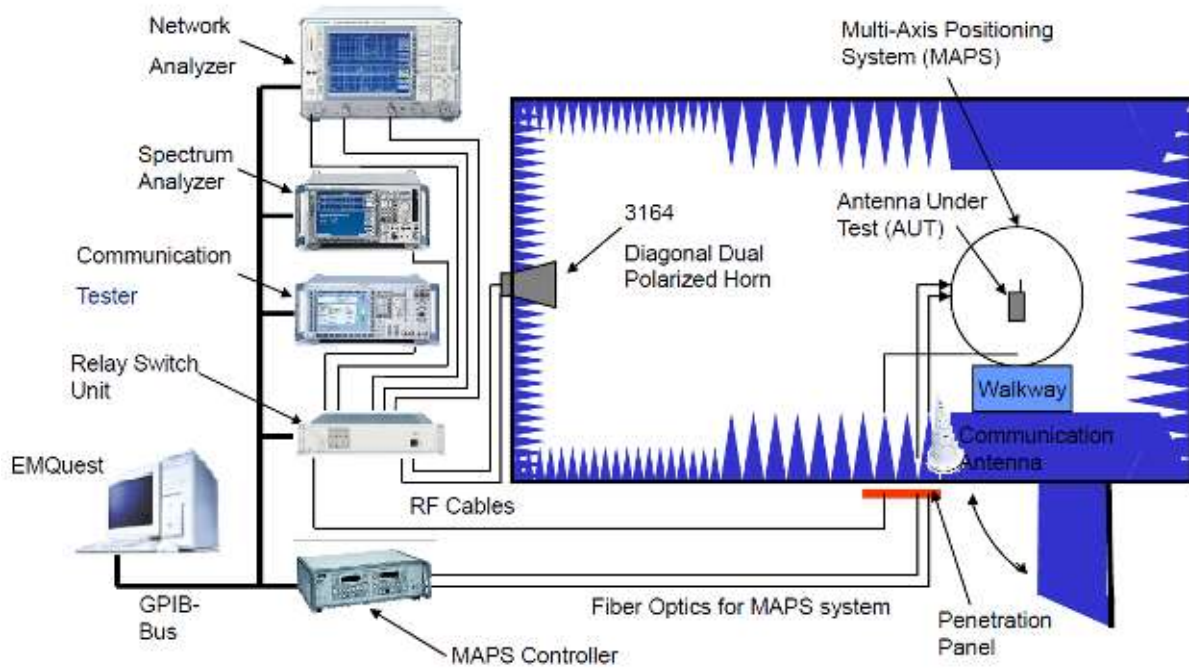 Network
Analyzer
Multi-Axis Positioning
System (MAPS)
Spectrum
Analyzer
3164
Diagonal Dual
Polarized Horn
Antenna Under
Test (AUT)
Communication
Tester
Relay Switch
Unit
Walkway
Communication
Antenna
EMQuest
RF Cables
GPIB-
Bus
Fiber Optics for MAPS system
Penetration
Panel
MAPS Controller